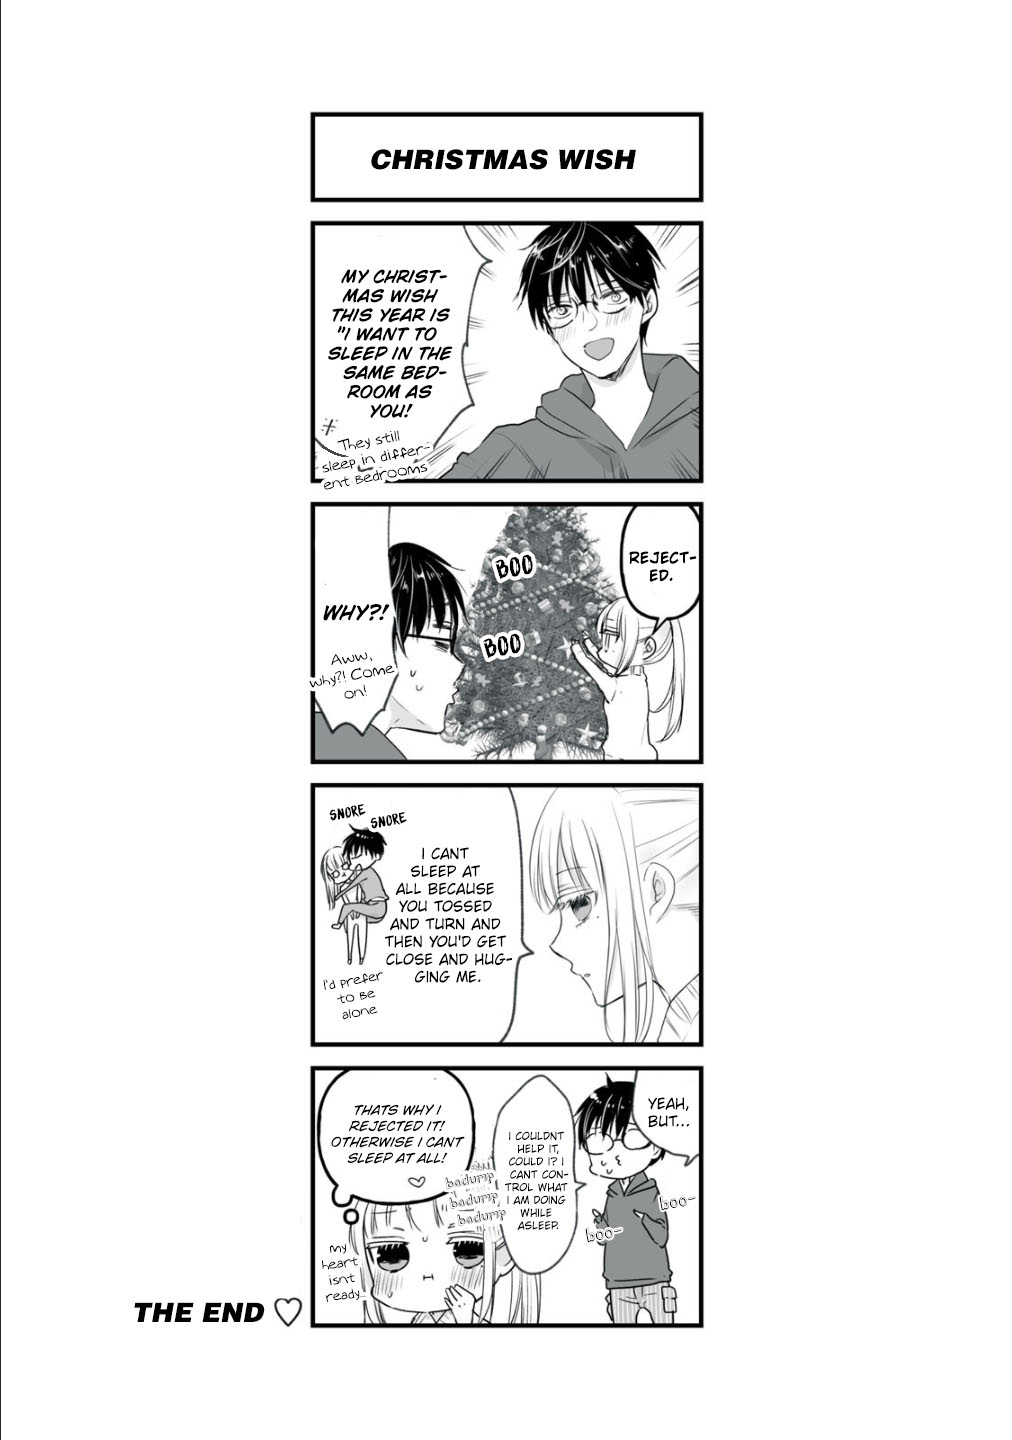 CHRISTMAS WISH
MY CHRIST-
MAS WISH
THIS YEAR IS
"I WANT TO
SLEEP IN THE
SAME BED-
ROOM AS
YOU!
They still
sleep in differ-
ent Bedrooms
REJECT-
ED.
BOO
BOO
WHY?!
Aww,
why?! Come
on!
SNORE
SNORE
I CANT
SLEEP AT
ALL BECAUSE
YOU TOSSED
AND TURN AND
THEN YOU'D GET
CLOSE AND HUG-
GING ME.
I'd prefer
to be
alone
YEAH,
BUT...
I COULDNT
HELP IT,
COULD I? I
CANT CON-
TROL WHAT
I AM DOING
WHILE
ASLEEP.
boo-
boo-
THATS WHY I
REJECTED IT!
OTHERWISE I CANT
SLEEP AT ALL!
badump
badump
badump
my
heart
isnt
ready
THE END ♡